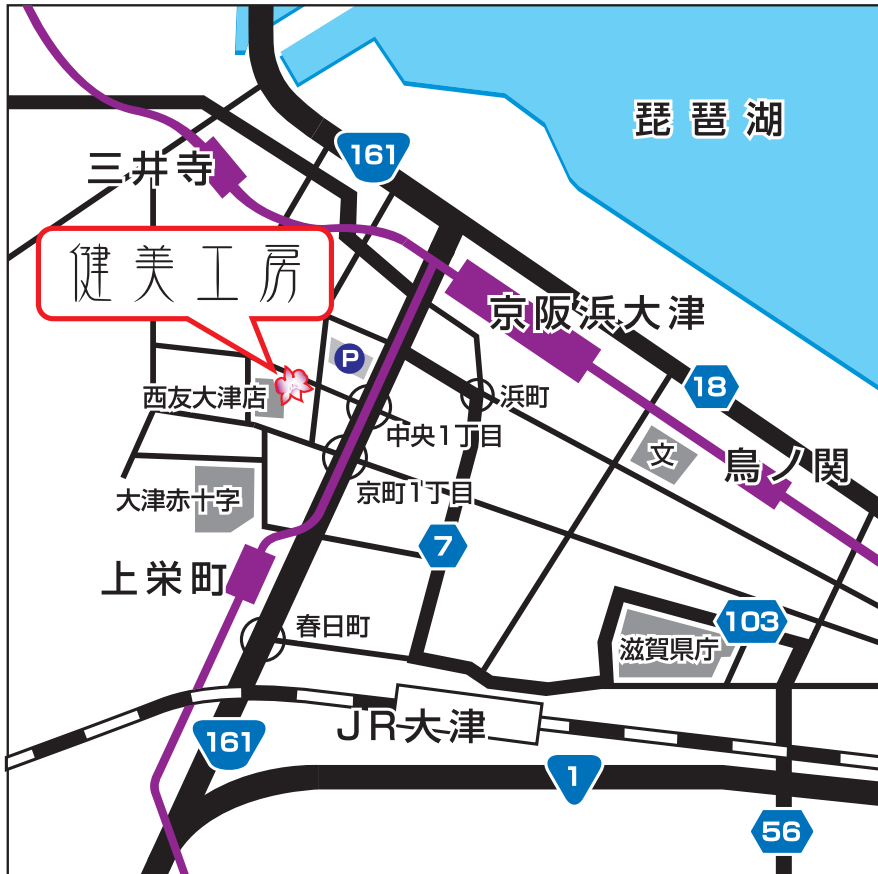 琵琶湖
161
三井寺
健美工房
京阪浜大津
P
18
西友大津店
浜町
中央1丁目
文
鳥ノ関
大津赤十字
京町1丁目
7
上栄町
春日町
103
滋賀県庁
JR大津
161
1
56